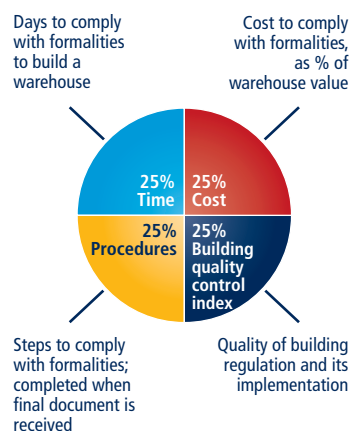 Days to comply
with formalities
to build a
warehouse
Cost to comply
with formalities,
as % of
warehouse value
25%
Time
25%
Cost
25%
Procedures
25%
Building
quality
control
index
Steps to comply
with formalities;
completed when
final document is
received
Quality of building
regulation and its
implementation